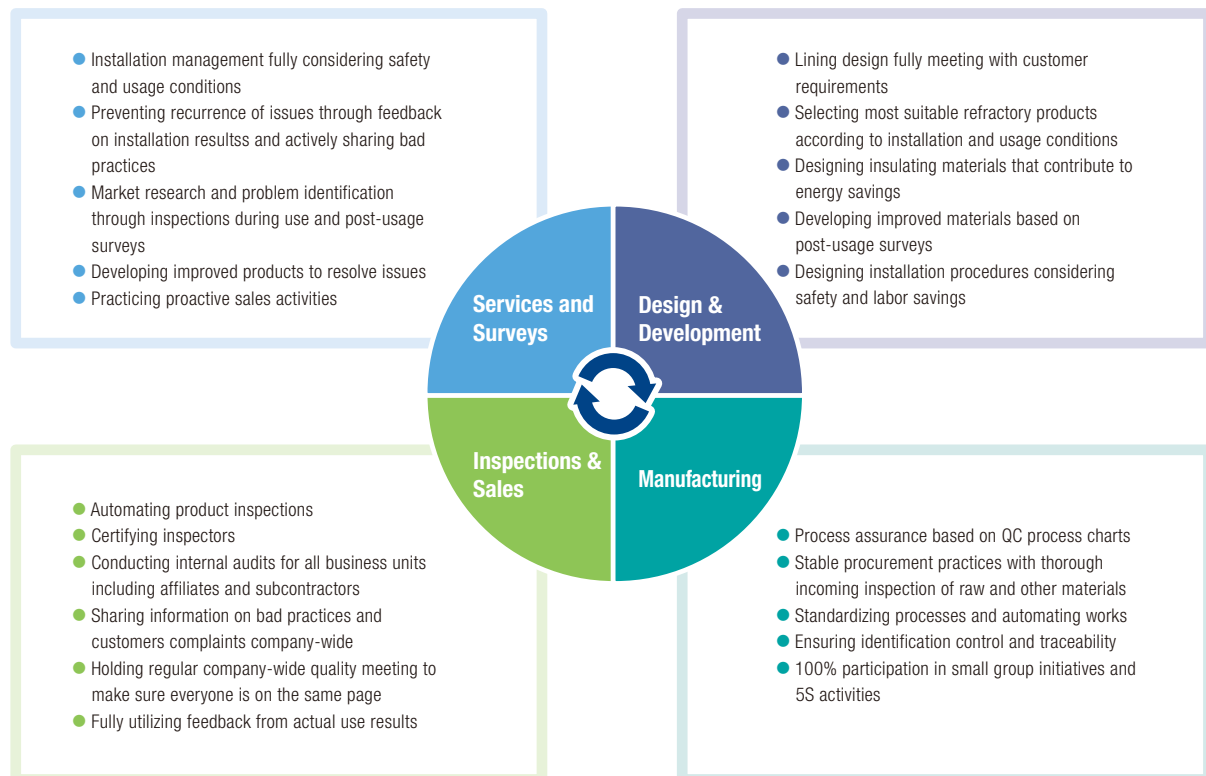 Installation management fully considering safety
and usage conditions
Preventing recurrence of issues through feedback
on installation resultss and actively sharing bad
practices
Market research and problem identification
through inspections during use and post-usage
surveys
Developing improved products to resolve issues
Practicing proactive sales activities
Lining design fully meeting with customer
requirements
Selecting most suitable refractory products
according to installation and usage conditions
Designing insulating materials that contribute to
energy savings
Developing improved materials based on
post-usage surveys
Designing installation procedures considering
safety and labor savings
Services and
Surveys
Design &
Development
Inspections &
Sales
Manufacturing
Automating product inspections
Certifying inspectors
Conducting internal audits for all business units
including affiliates and subcontractors
Sharing information on bad practices and
customers complaints company-wide
Holding regular company-wide quality meeting to
make sure everyone is on the same page
Fully utilizing feedback from actual use results
Process assurance based on QC process charts
Stable procurement practices with thorough
incoming inspection of raw and other materials
Standardizing processes and automating works
Ensuring identification control and traceability
100% participation in small group initiatives and
5S activities